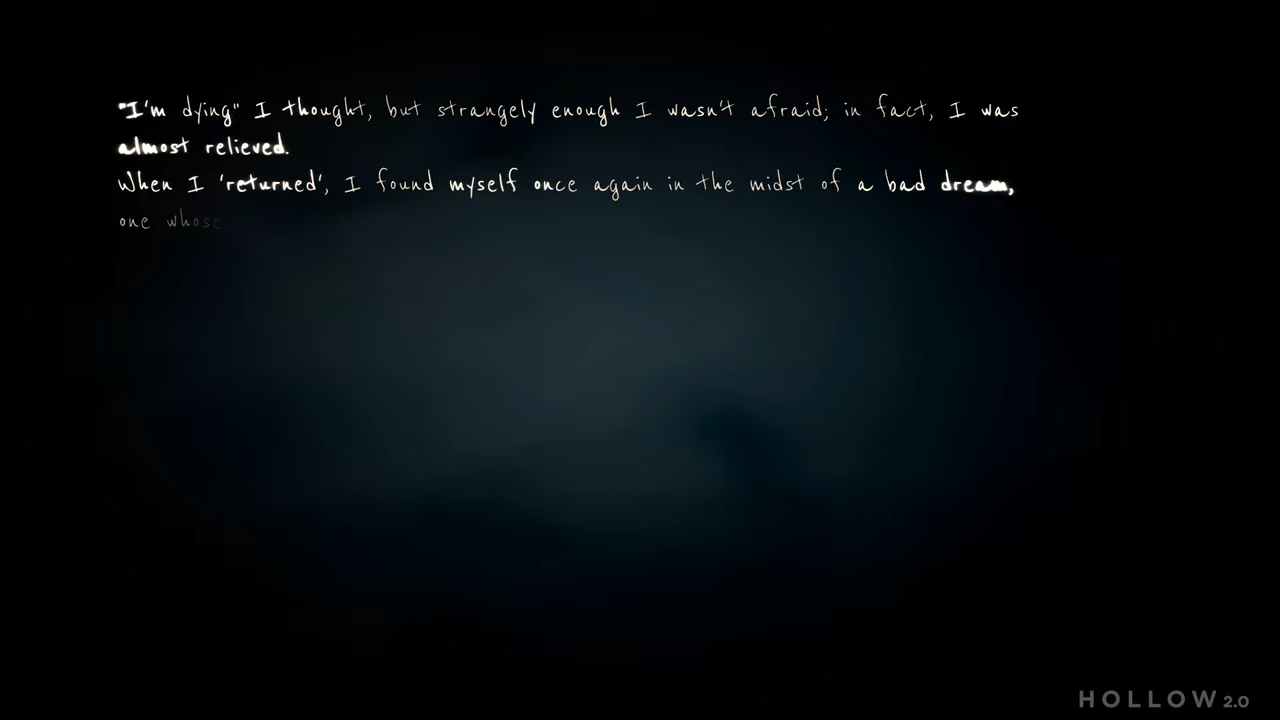 "I'm dying" I thought, but strangely enough I wasn't afraid; in fact, I was
almost relieved.
When I 'returned', I found myself once again in the midst of a bad dream,
one whose
HOLLOW 2.0